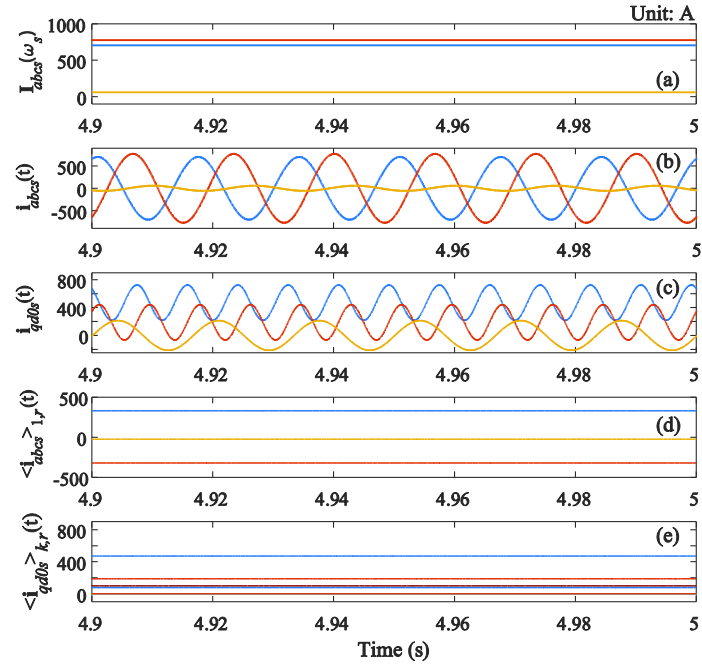 Unit: A
I_abcs(ω_s)
1000
500
0
(a)
4.9 4.92 4.94 4.96 4.98 5
i_abcs(t)
500
0
-500
(b)
4.9 4.92 4.94 4.96 4.98 5
i_qd0s(t)
800
400
0
(c)
4.9 4.92 4.94 4.96 4.98 5
<i_abcs>_1,r(t)
500
0
-500
(d)
4.9 4.92 4.94 4.96 4.98 5
<i_qd0s>_k,r(t)
800
400
0
(e)
4.9 4.92 4.94 4.96 4.98 5
Time (s)